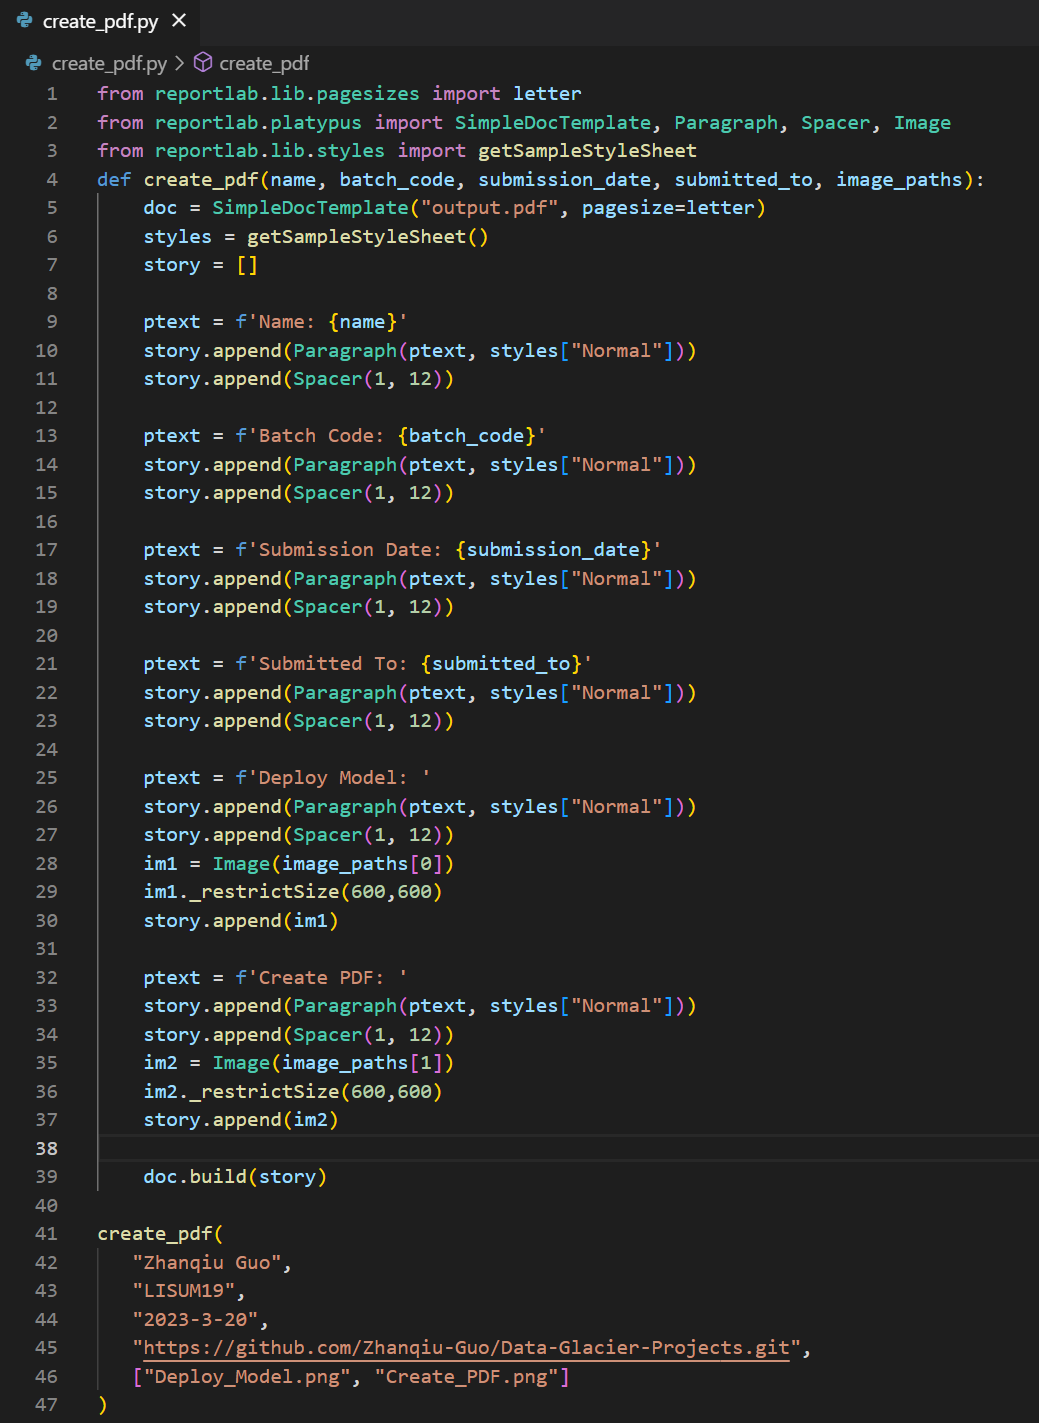 create_pdf.py ×
create_pdf.py > create_pdf
1 from reportlab.lib.pagesizes import letter
2 from reportlab.platypus import SimpleDocTemplate, Paragraph, Spacer, Image
3 from reportlab.lib.styles import getSampleStyleSheet
4 def create_pdf(name, batch_code, submission_date, submitted_to, image_paths):
5     doc = SimpleDocTemplate("output.pdf", pagesize=letter)
6     styles = getSampleStyleSheet()
7     story = []
8
9     ptext = f'Name: {name}'
10     story.append(Paragraph(ptext, styles["Normal"]))
11     story.append(Spacer(1, 12))
12
13     ptext = f'Batch Code: {batch_code}'
14     story.append(Paragraph(ptext, styles["Normal"]))
15     story.append(Spacer(1, 12))
16
17     ptext = f'Submission Date: {submission_date}'
18     story.append(Paragraph(ptext, styles["Normal"]))
19     story.append(Spacer(1, 12))
20
21     ptext = f'Submitted To: {submitted_to}'
22     story.append(Paragraph(ptext, styles["Normal"]))
23     story.append(Spacer(1, 12))
24
25     ptext = f'Deploy Model: '
26     story.append(Paragraph(ptext, styles["Normal"]))
27     story.append(Spacer(1, 12))
28     im1 = Image(image_paths[0])
29     im1._restrictSize(600,600)
30     story.append(im1)
31
32     ptext = f'Create PDF: '
33     story.append(Paragraph(ptext, styles["Normal"]))
34     story.append(Spacer(1, 12))
35     im2 = Image(image_paths[1])
36     im2._restrictSize(600,600)
37     story.append(im2)
38
39     doc.build(story)
40
41 create_pdf(
42    "Zhanqiu Guo",
43    "LISUM19",
44    "2023-3-20",
45    "https://github.com/Zhanqiu-Guo/Data-Glacier-Projects.git",
46    ["Deploy_Model.png", "Create_PDF.png"]
47 )